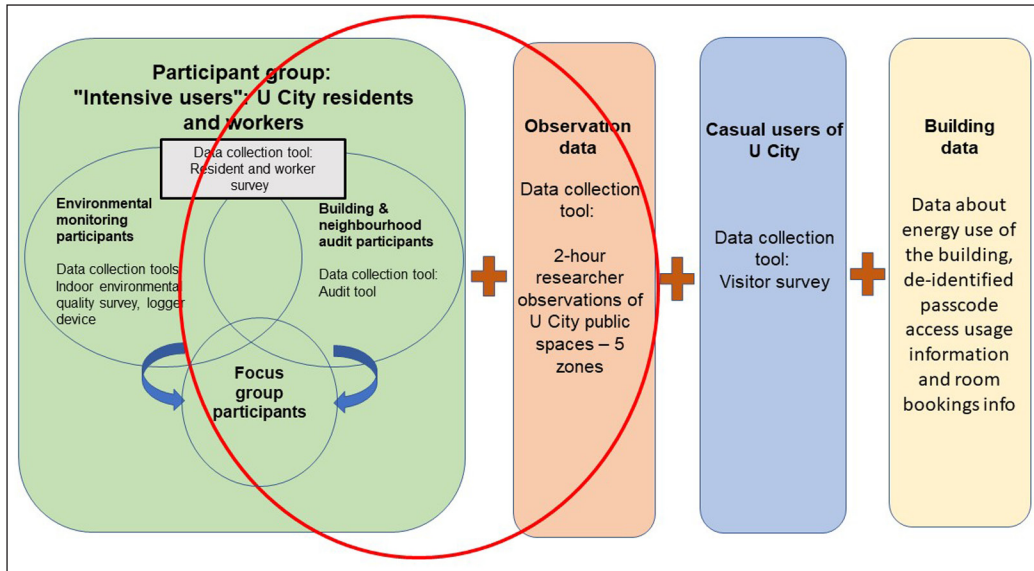 Participant group:
"Intensive users": U City residents
and workers
Data collection tool:
Resident and worker
survey
Environmental
monitoring
participants
Data collection tools
Indoor environmental
quality survey, logger
device
Building &
neighbourhood
audit participants
Data collection tool:
Audit tool
Focus
group
participants
Observation
data
Data collection
tool:
2-hour
researcher
observations of
U City public
spaces – 5
zones
Casual users of
U City
Data collection
tool:
Visitor survey
Building
data
Data about
energy use of
the building,
de-identified
passcode
access usage
information
and room
bookings info